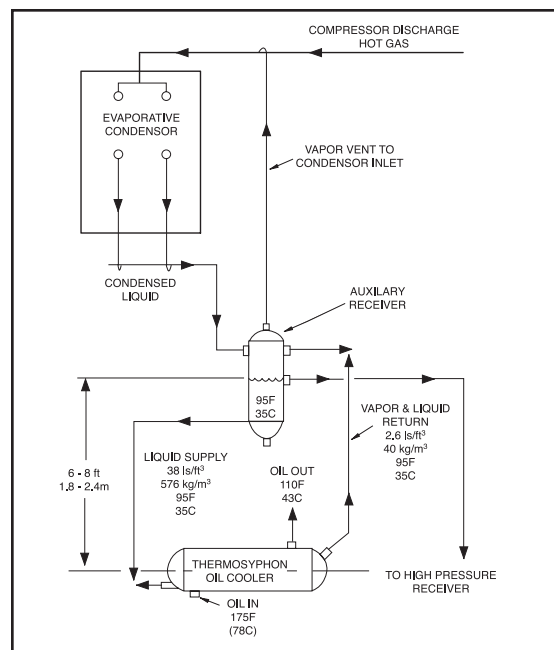 COMPRESSOR DISCHARGE
HOT GAS
EVAPORATIVE
CONDENSOR
VAPOR VENT TO
CONDENSOR INLET
CONDENSED
LIQUID
AUXILARY
RECEIVER
95F
35C
6 - 8 ft
1.8 - 2.4m
LIQUID SUPPLY
38 ls/ft³
576 kg/m³
95F
35C
OIL OUT
110F
43C
VAPOR & LIQUID
RETURN
2.6 ls/ft³
40 kg/m³
95F
35C
THERMOSYPHON
OIL COOLER
TO HIGH PRESSURE
RECEIVER
OIL IN
175F
(78C)